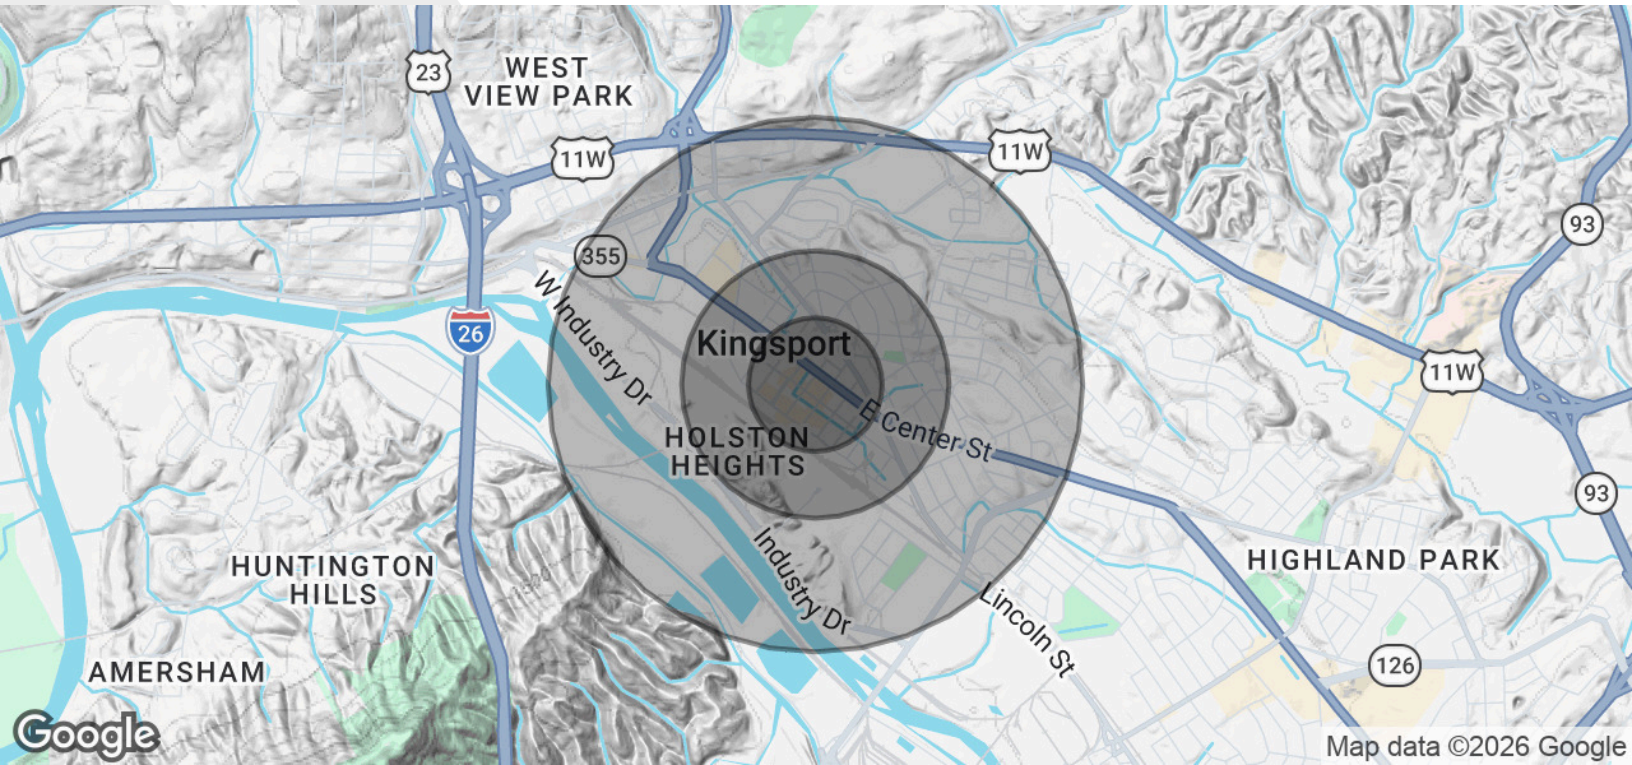 23
WEST
VIEW PARK
11W
11W
93
355
W Industry Dr
26
Kingsport
11W
E Center St
HOLSTON
HEIGHTS
93
1520
HUNTINGTON
HILLS
Industry Dr
HIGHLAND PARK
Lincoln St
AMERSHAM
126
Google
Map data ©2026 Google